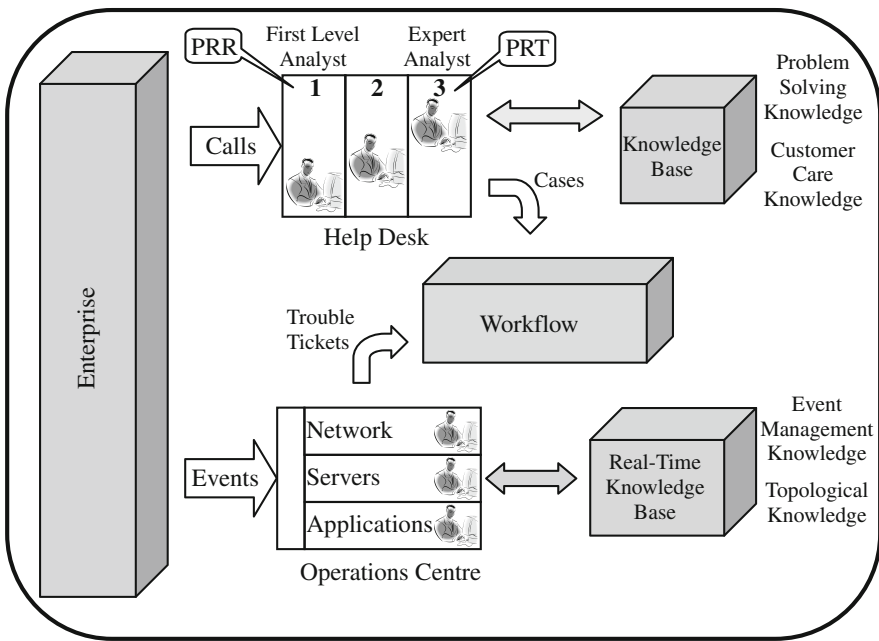 PRR
First Level
Analyst
Expert
Analyst
PRT
1
2
3
Calls
Help Desk
Knowledge
Base
Problem
Solving
Knowledge
Customer
Care
Knowledge
Cases
Enterprise
Workflow
Trouble
Tickets
Events
Network
Servers
Applications
Operations Centre
Real-Time
Knowledge
Base
Event
Management
Knowledge
Topological
Knowledge